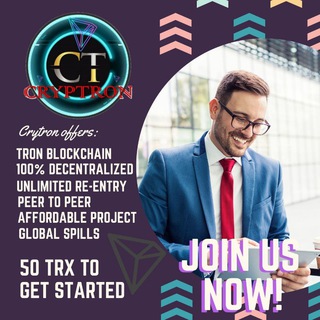 CT
CRYPTRON
Crytron offers:
TRON BLOCKCHAIN
100% DECENTRALIZED
UNLIMITED RE-ENTRY
PEER TO PEER
AFFORDABLE PROJECT
GLOBAL SPILLS
50 TRX TO
GET STARTED
JOIN US
NOW!